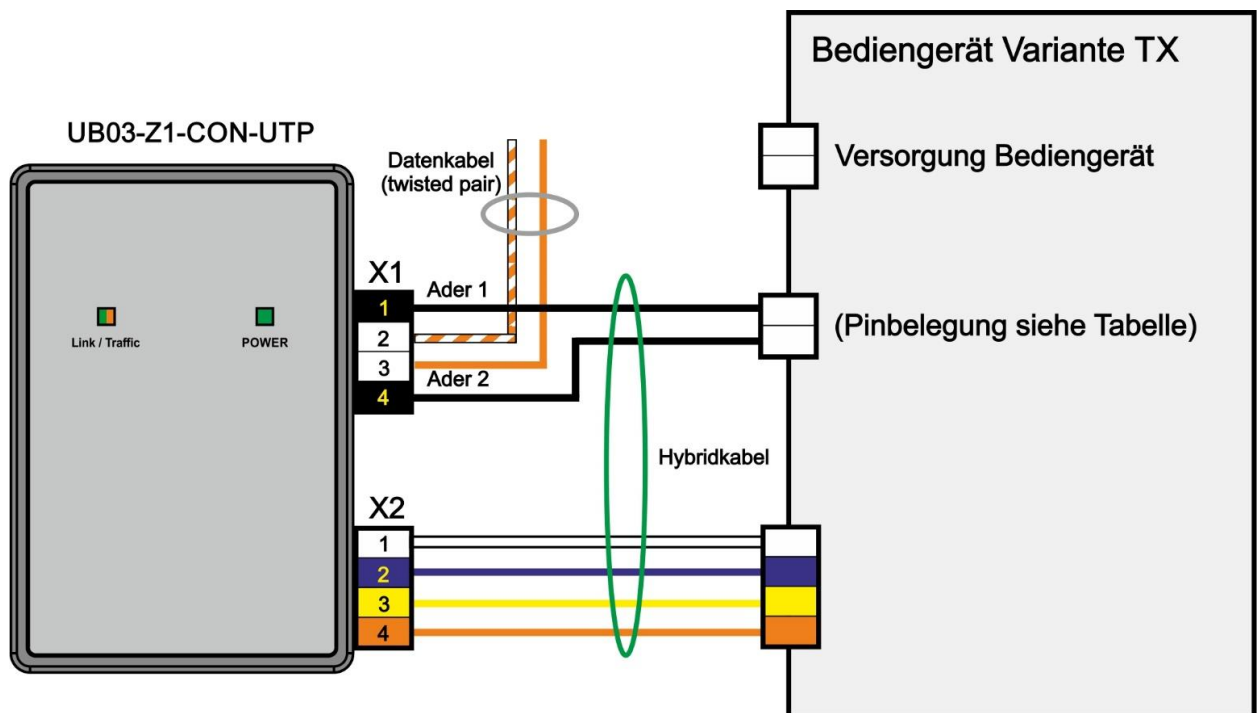 Bediengerät Variante TX
UB03-Z1-CON-UTP
Datenkabel
(twisted pair)
Versorgung Bediengerät
X1
1
Ader 1
2
3
Ader 2
4
(Pinbelegung siehe Tabelle)
Link / Traffic
POWER
Hybridkabel
X2
1
2
3
4